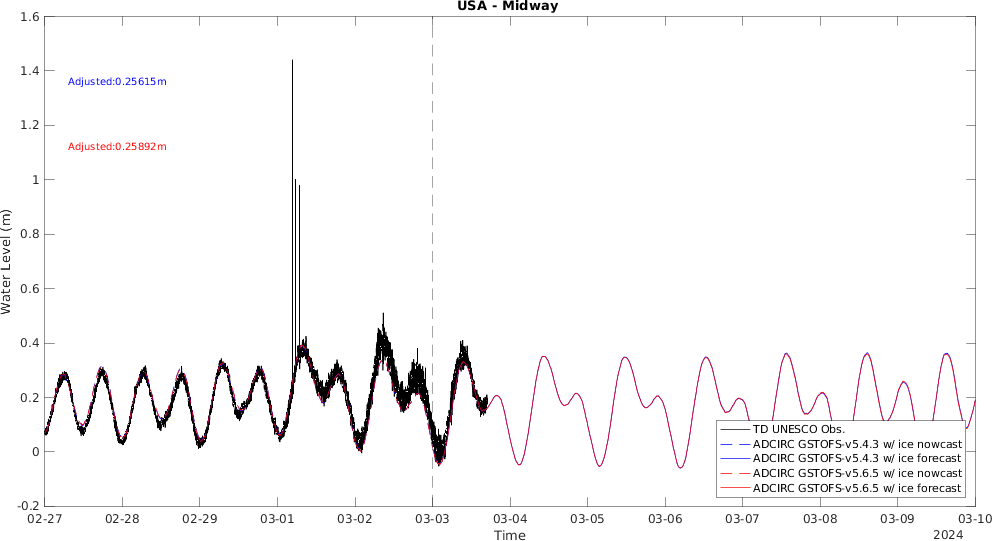 USA - Midway
1.6
1.4
1.2
1
0.8
0.6
0.4
0.2
0
-0.2
Water Level (m)
Adjusted:0.25615m
Adjusted:0.25892m
TD UNESCO Obs.
ADCIRC GSTOFS-v5.4.3 w/ ice nowcast
ADCIRC GSTOFS-v5.4.3 w/ ice forecast
ADCIRC GSTOFS-v5.6.5 w/ ice nowcast
ADCIRC GSTOFS-v5.6.5 w/ ice forecast
02-27 02-28 02-29 03-01 03-02 03-03 03-04 03-05 03-06 03-07 03-08 03-09 03-10
Time
2024